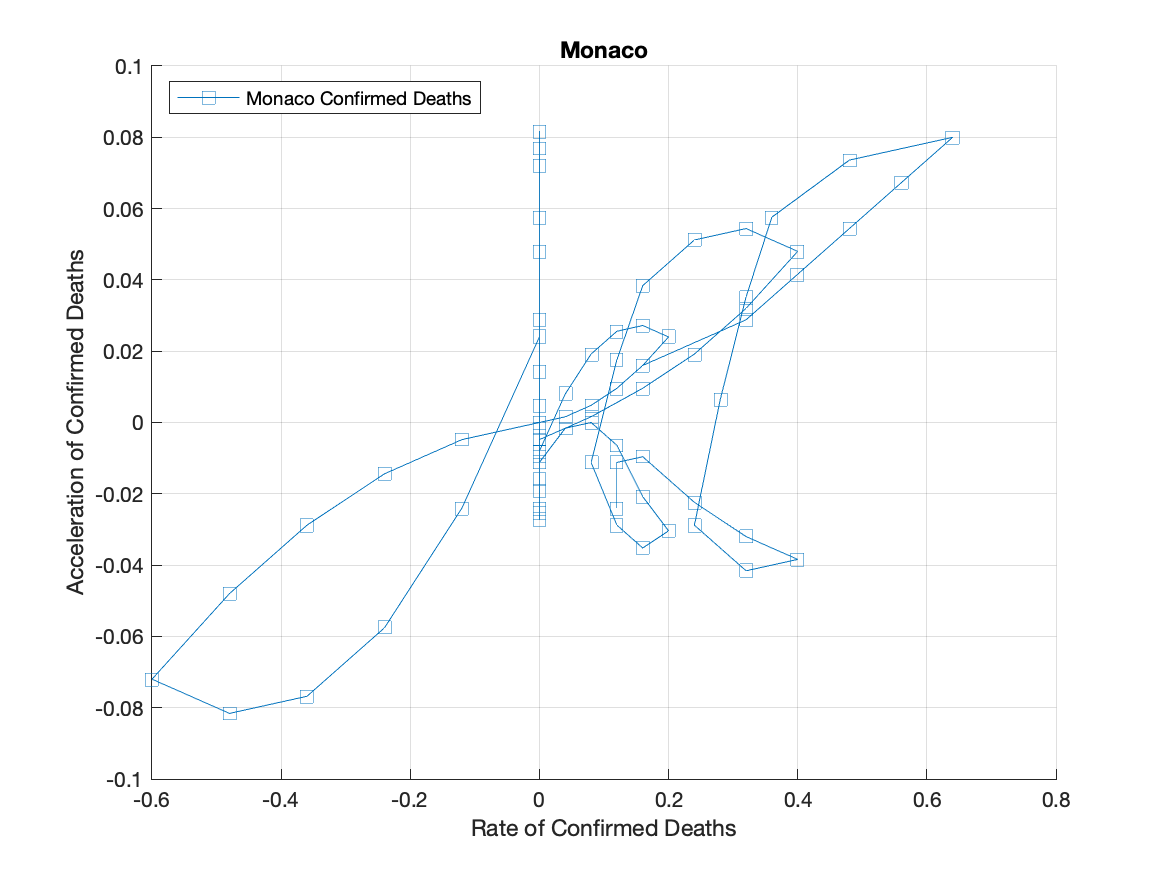 Monaco
Monaco Confirmed Deaths
0.1
0.08
0.06
0.04
0.02
0
-0.02
-0.04
-0.06
-0.08
-0.1
Acceleration of Confirmed Deaths
-0.6 -0.4 -0.2 0 0.2 0.4 0.6 0.8
Rate of Confirmed Deaths